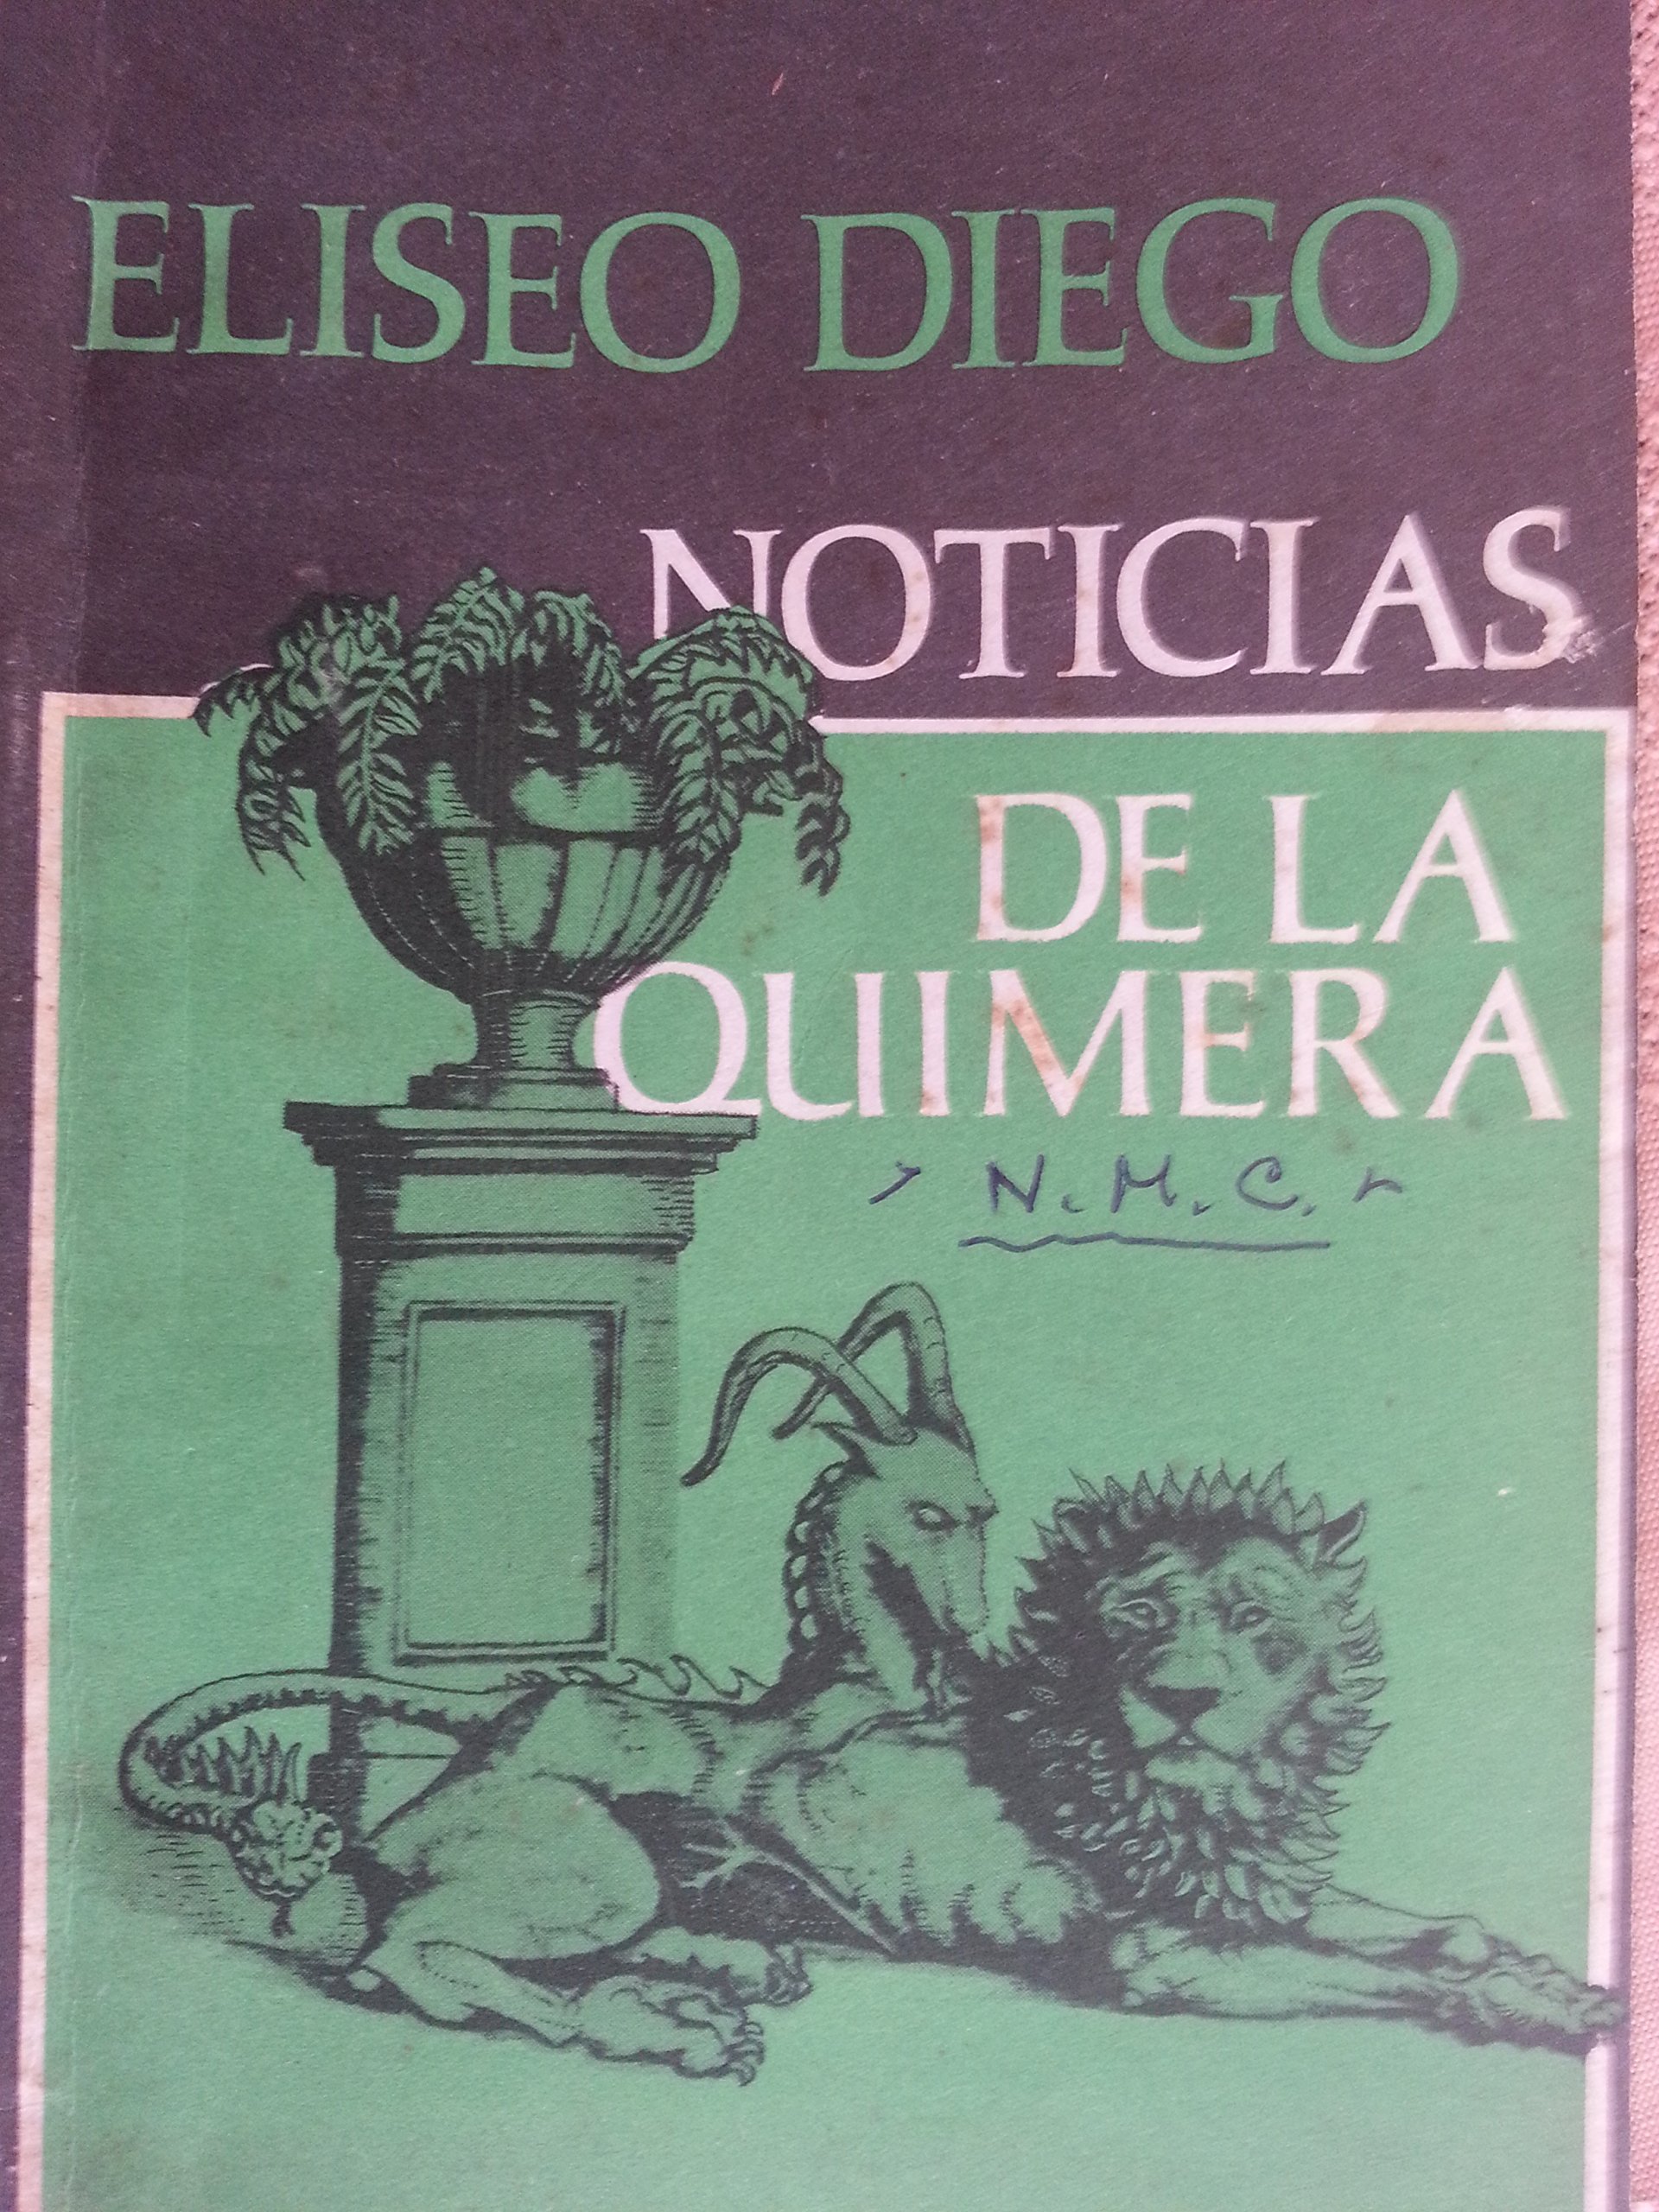 ELISEO DIEGO
NOTICIAS
DE LA
QUIMERA
N.M.C.